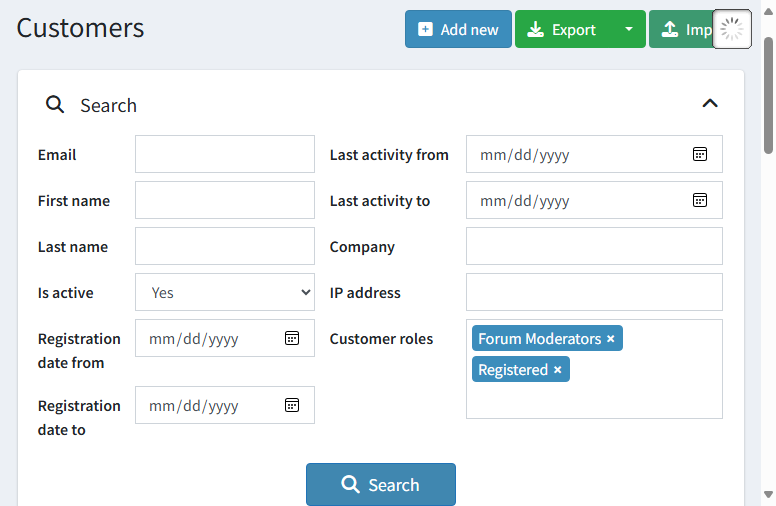 Customers
Add new
Export
Imp
Search
Email
Last activity from
mm/dd/yyyy
First name
Last activity to
mm/dd/yyyy
Last name
Company
Is active
Yes
IP address
Registration
date from
mm/dd/yyyy
Customer roles
Forum Moderators ×
Registered ×
Registration
date to
mm/dd/yyyy
Search